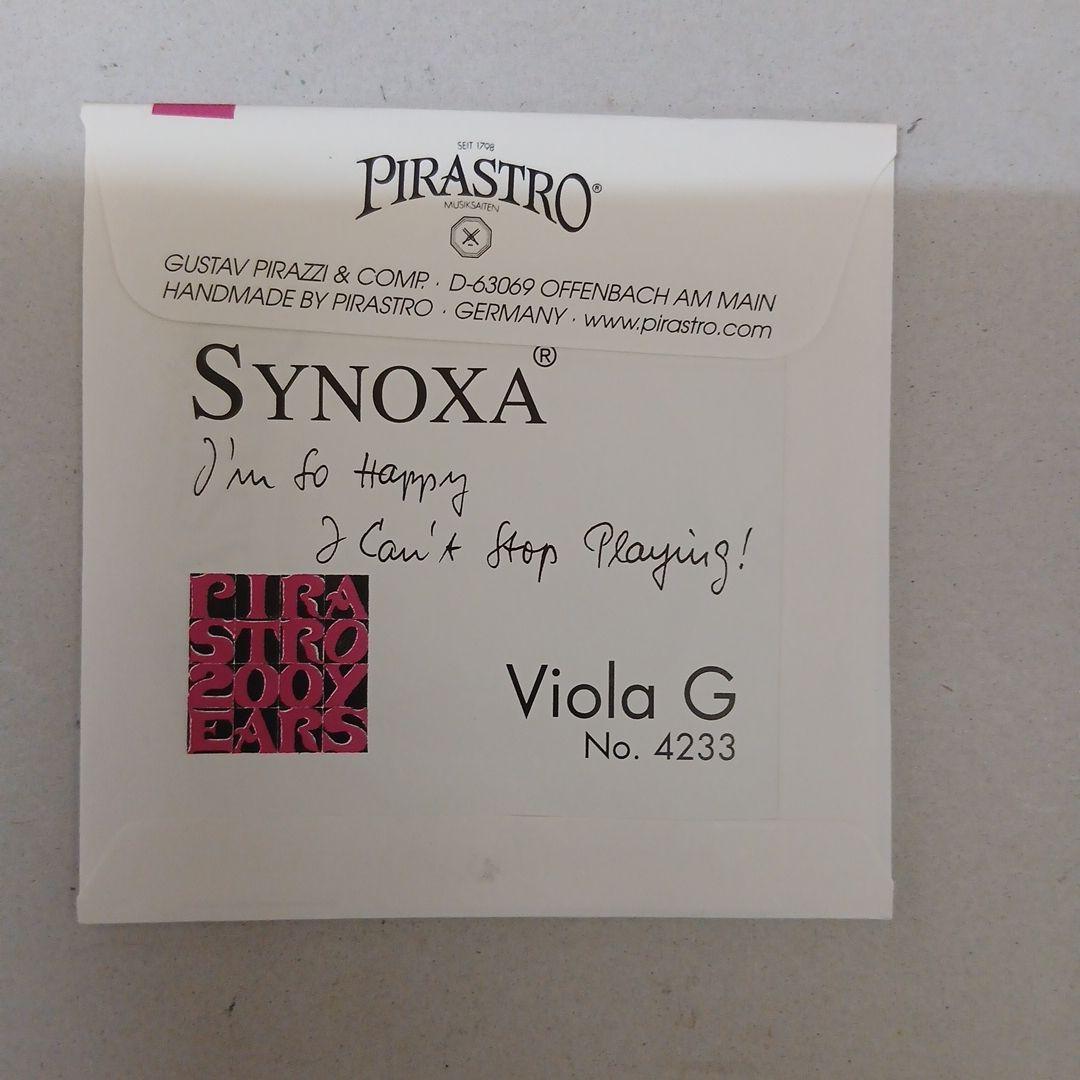 SEIT 1798
PIRASTRO®
MUSIKSAITEN
GUSTAV PIRAZZI & COMP. · D-63069 OFFENBACH AM MAIN
HANDMADE BY PIRASTRO · GERMANY · www.pirastro.com
SYNOXA®
I'm So Happy
I Can't Stop Playing!
PIRA
STRO
200Y
EARS
Viola G
No. 4233